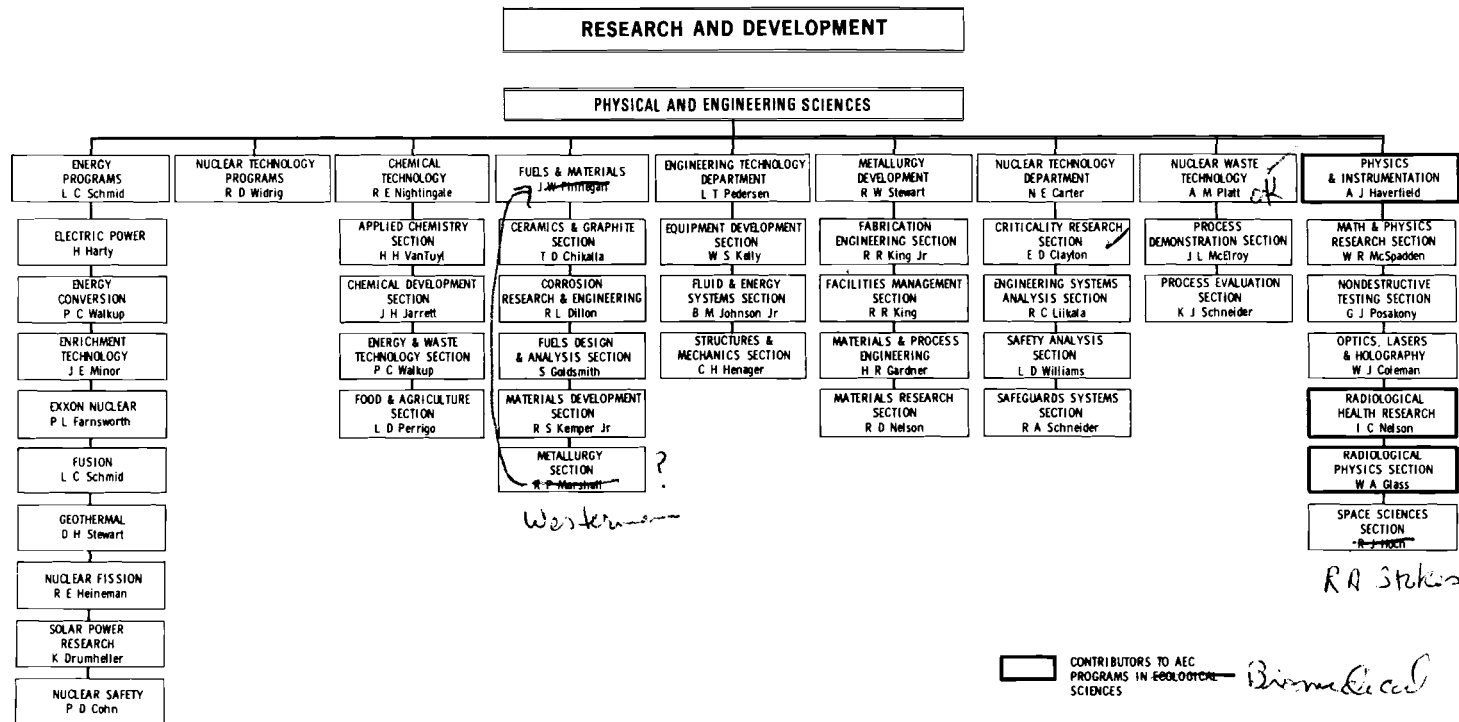 RESEARCH AND DEVELOPMENT
PHYSICAL AND ENGINEERING SCIENCES
ENERGY
PROGRAMS
L C Schmid
ELECTRIC POWER
H Harty
ENERGY
CONVERSION
P C Walkup
ENRICHMENT
TECHNOLOGY
J E Minor
EXXON NUCLEAR
P L Farnsworth
FUSION
L C Schmid
GEOTHERMAL
D H Stewart
NUCLEAR FISSION
R E Heineman
SOLAR POWER
RESEARCH
K Drumheller
NUCLEAR SAFETY
P D Cohn
NUCLEAR TECHNOLOGY
PROGRAMS
R D Widrig
CHEMICAL
TECHNOLOGY
R E Nightingale
APPLIED CHEMISTRY
SECTION
H H VanTuyl
CHEMICAL DEVELOPMENT
SECTION
J H Jarrett
ENERGY & WASTE
TECHNOLOGY SECTION
P C Walkup
FOOD & AGRICULTURE
SECTION
L D Perrigo
FUELS & MATERIALS
J W Finnegan
CERAMICS & GRAPHITE
SECTION
T D Chikalla
CORROSION
RESEARCH & ENGINEERING
R L Dillon
FUELS DESIGN
& ANALYSIS SECTION
S Goldsmith
MATERIALS DEVELOPMENT
SECTION
R S Kemper Jr
METALLURGY
SECTION
R P Marshall
?
Westerman
ENGINEERING TECHNOLOGY
DEPARTMENT
L T Pedersen
EQUIPMENT DEVELOPMENT
SECTION
W S Kelly
FLUID & ENERGY
SYSTEMS SECTION
B M Johnson Jr
STRUCTURES &
MECHANICS SECTION
C H Henager
METALLURGY
DEVELOPMENT
R W Stewart
FABRICATION
ENGINEERING SECTION
R R King Jr
FACILITIES MANAGEMENT
SECTION
R R King
MATERIALS & PROCESS
ENGINEERING
H R Gardner
MATERIALS RESEARCH
SECTION
R D Nelson
NUCLEAR TECHNOLOGY
DEPARTMENT
N E Carter
CRITICALITY RESEARCH
SECTION
E D Clayton
ENGINEERING SYSTEMS
ANALYSIS SECTION
R C Liikala
SAFETY ANALYSIS
SECTION
L D Williams
SAFEGUARDS SYSTEMS
SECTION
R A Schneider
NUCLEAR WASTE
TECHNOLOGY
A M Platt
OK
PROCESS
DEMONSTRATION SECTION
J L McElroy
PROCESS EVALUATION
SECTION
K J Schneider
PHYSICS
& INSTRUMENTATION
A J Haverfield
MATH & PHYSICS
RESEARCH SECTION
W R McSpadden
NONDESTRUCTIVE
TESTING SECTION
G J Posakony
OPTICS, LASERS
& HOLOGRAPHY
W J Coleman
RADIOLOGICAL
HEALTH RESEARCH
I C Nelson
RADIOLOGICAL
PHYSICS SECTION
W A Glass
SPACE SCIENCES
SECTION
R J Hoch
R A Stokes
CONTRIBUTORS TO AEC
PROGRAMS IN ECOLOGICAL Biomedical
SCIENCES